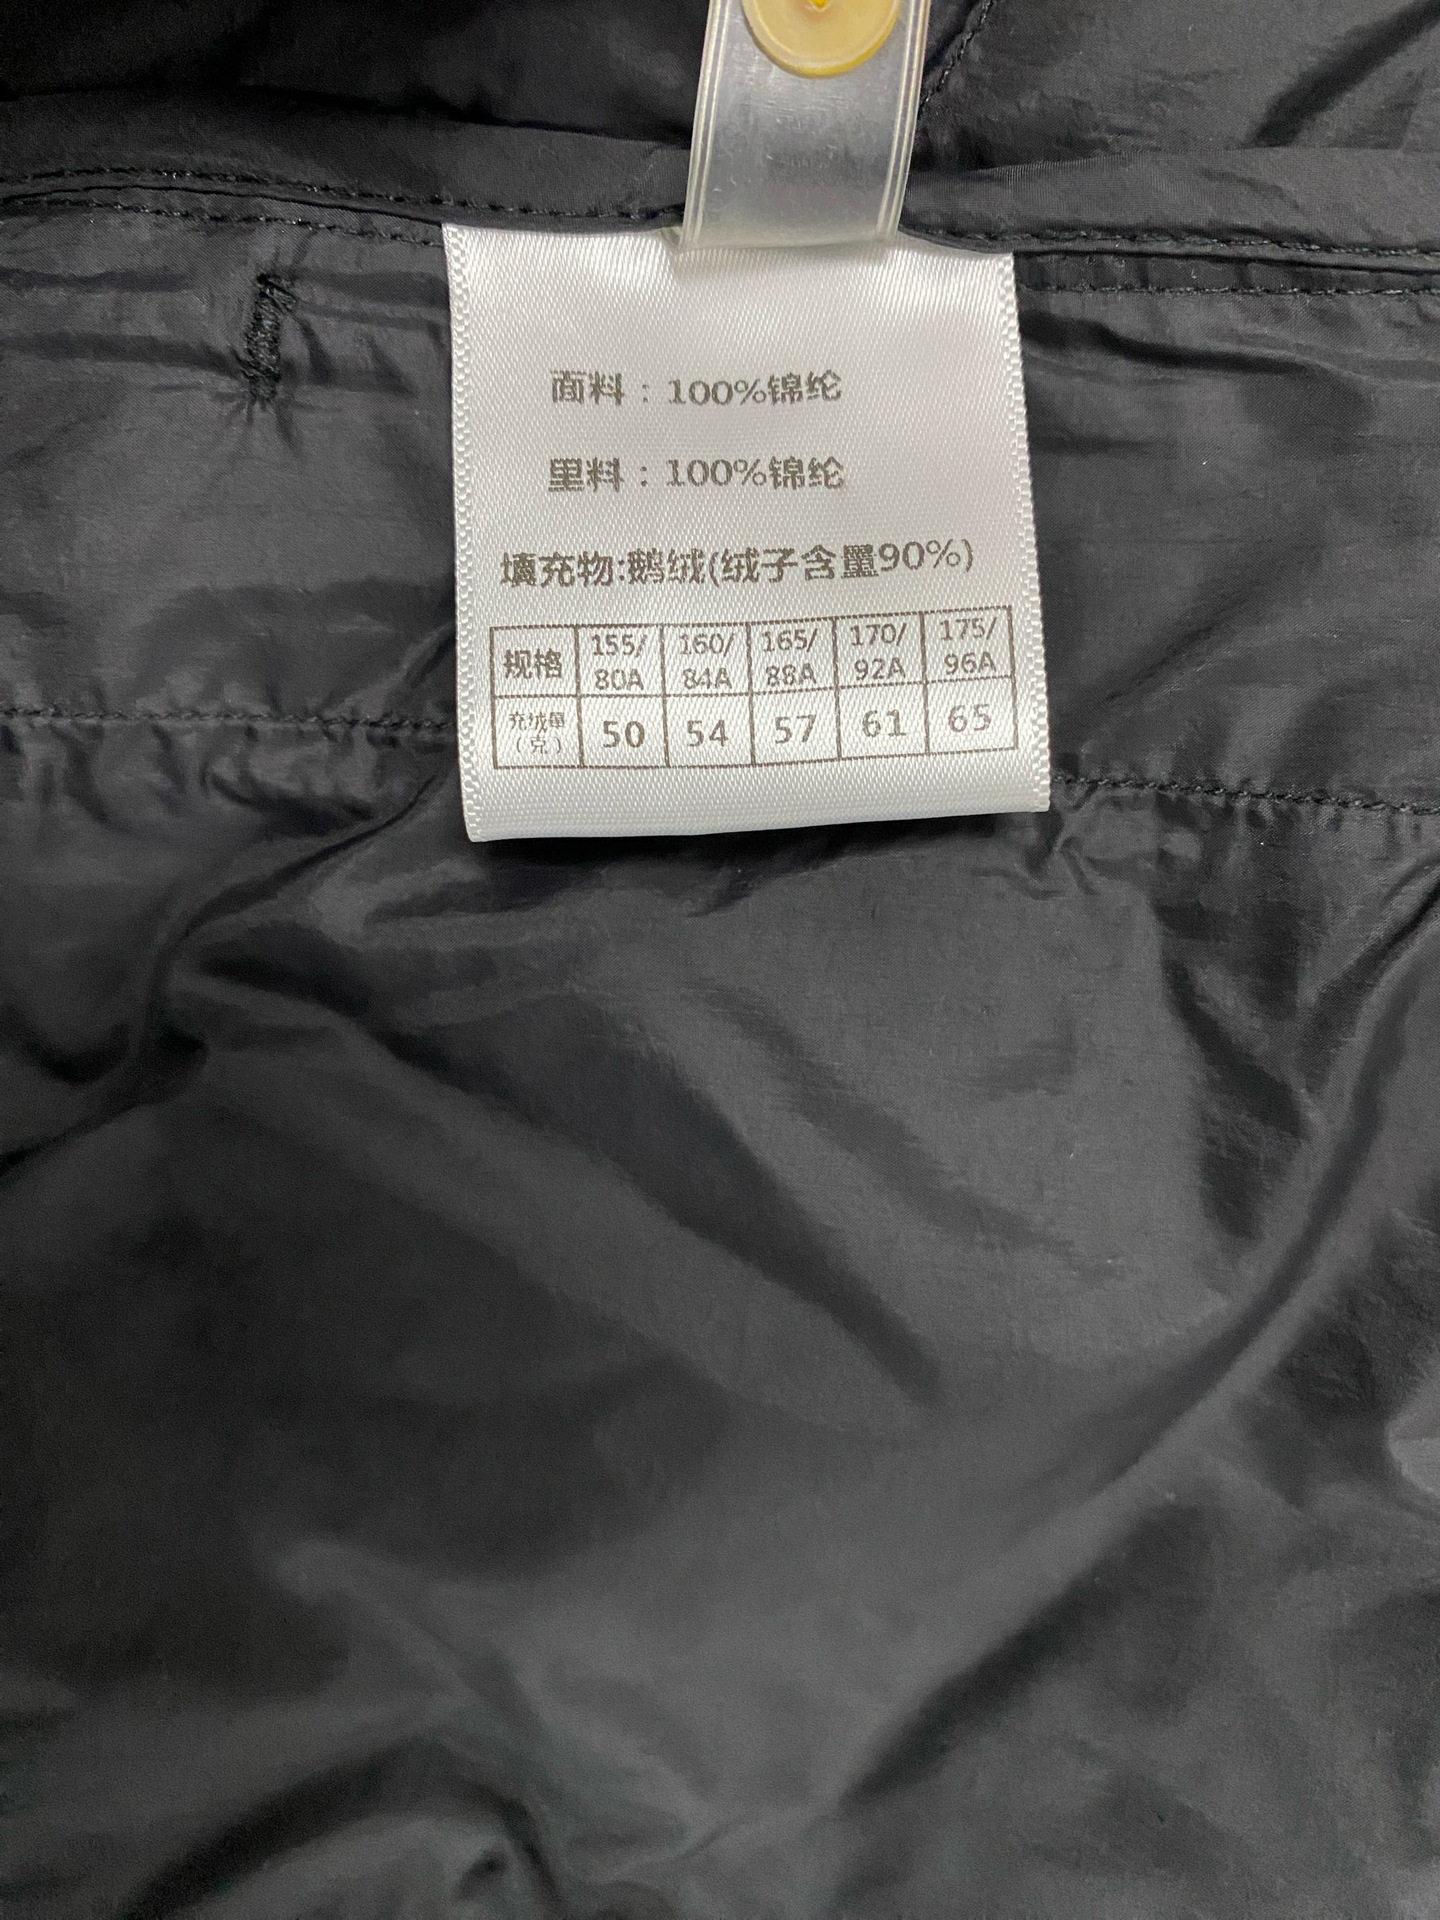 面料：100%锦纶
里料：100%锦纶
填充物:鹅绒(绒子含量90%)
规格 155/80A 160/84A 165/88A 170/92A 175/96A
充绒量（克） 50 54 57 61 65